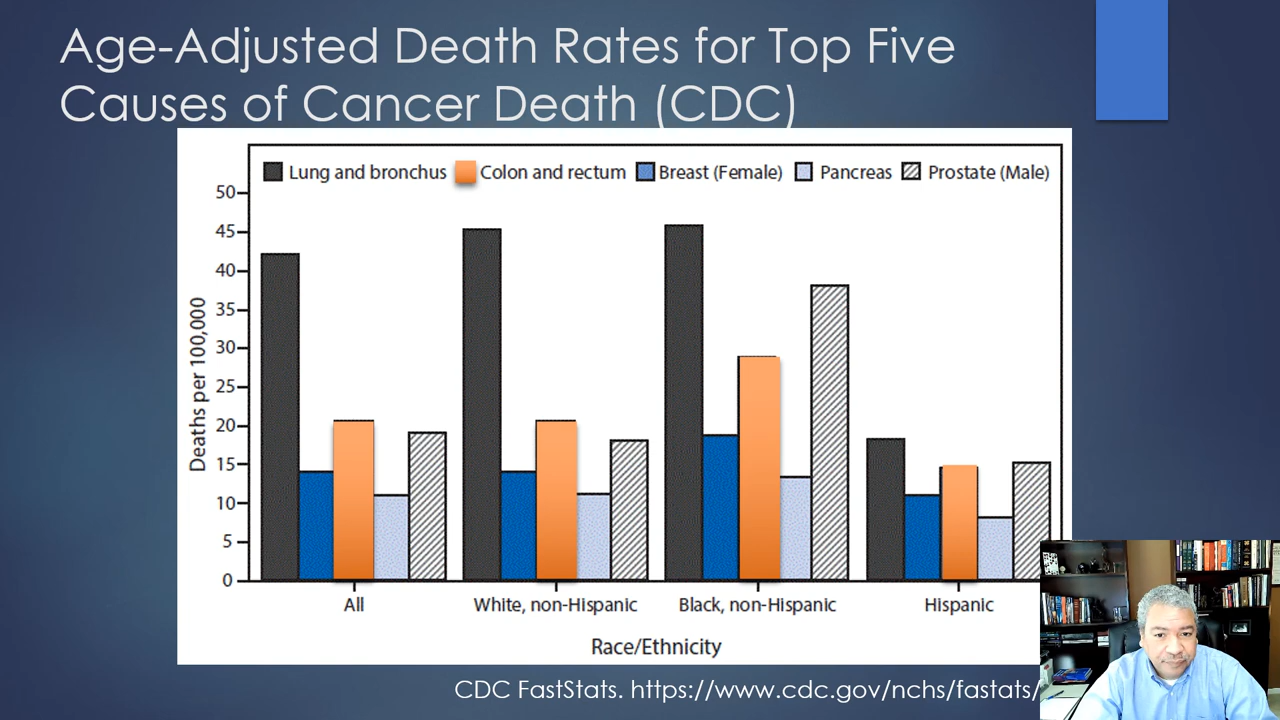 Age-Adjusted Death Rates for Top Five
Causes of Cancer Death (CDC)
Lung and bronchus Colon and rectum Breast (Female) Pancreas Prostate (Male)
50
45
40
35
30
25
20
15
10
5
0
Deaths per 100,000
All White, non-Hispanic Black, non-Hispanic Hispanic
Race/Ethnicity
CDC FastStats. https://www.cdc.gov/nchs/fastats/